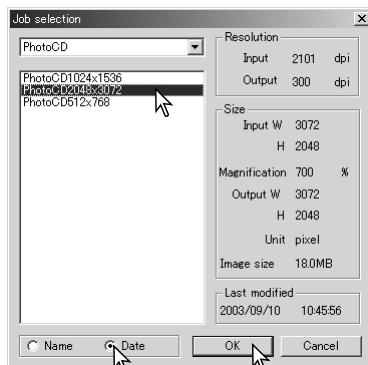 Job selection
PhotoCD
PhotoCD1024x1536
PhotoCD2048x3072
PhotoCD512x768
Name
Date
Resolution
Input 2101 dpi
Output 300 dpi
Size
Input W 3072
H 2048
Magnification 700 %
Output W 3072
H 2048
Unit pixel
Image size 18.0MB
Last modified
2003/09/10 10:45:56
OK
Cancel